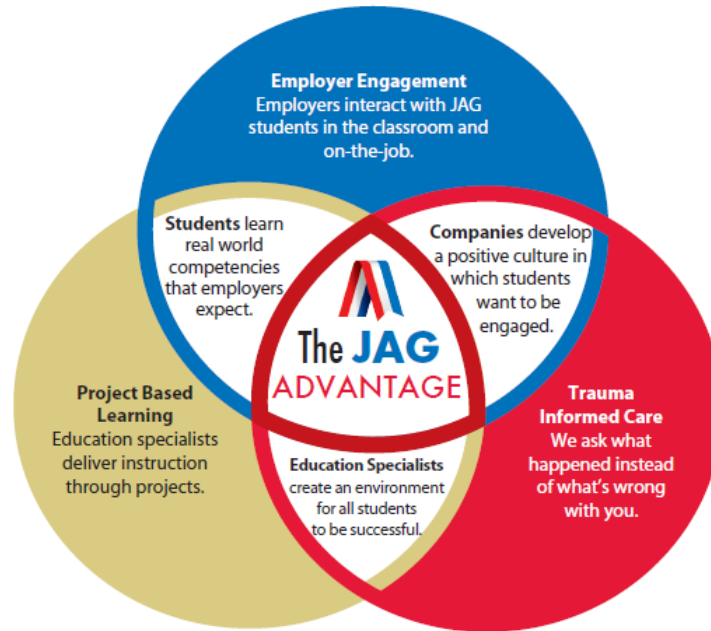 Employer Engagement
Employers interact with JAG
students in the classroom and
on-the-job.
Students learn
real world
competencies
that employers
expect.
Companies develop
a positive culture in
which students
want to be
engaged.
The JAG
ADVANTAGE
Project Based
Learning
Education specialists
deliver instruction
through projects.
Trauma
Informed Care
We ask what
happened instead
of what's wrong
with you.
Education Specialists
create an environment
for all students
to be successful.